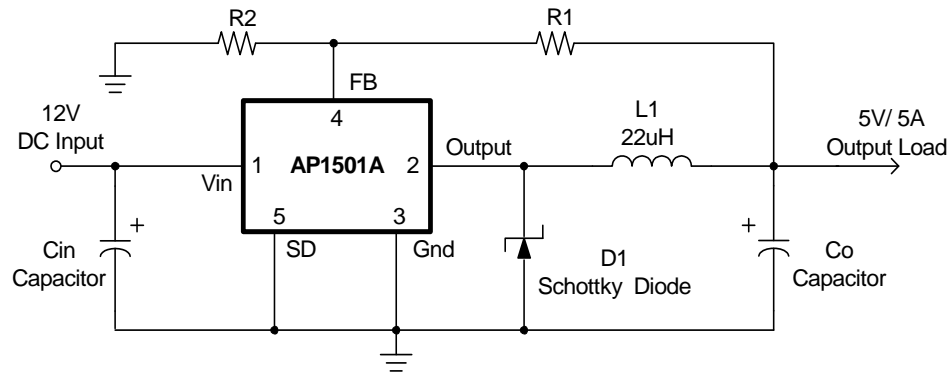 R2
R1
FB
4
12V
DC Input
L1
22uH
5V/ 5A
Output Load
1
AP1501A
2
Output
Vin
5
3
SD
Gnd
+
Cin
Capacitor
D1
Schottky Diode
+
Co
Capacitor